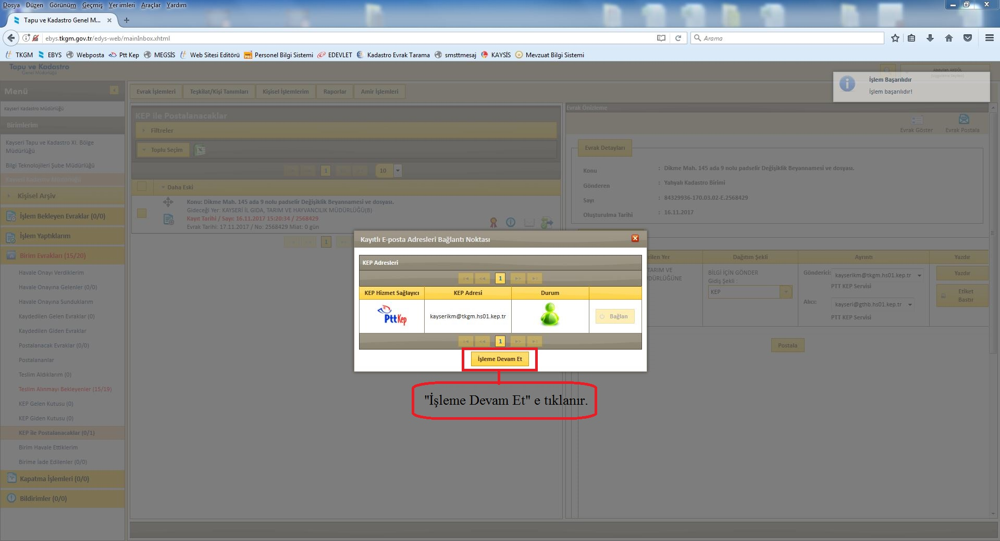 Dosya Düzen Görünüm Geçmiş Yer imleri Araçlar Yardım
Tapu ve Kadastro Genel M...
ebys.tkgm.gov.tr/edys-web/mainInbox.xhtml
Arama
TKGM EBYS Webposta Ptt Kep MEGSİS Web Sitesi Editörü Personel Bilgi Sistemi EDEVLET Kadastro Evrak Tarama smsttmesaj KAYSİS Mevzuat Bilgi Sistemi
Tapu ve Kadastro
Genel Müdürlüğü
Abdullah AKGÖL
İşlem Başarılıdır
İşlem başarılıdır!
Menü
Kayseri Kadastro Müdürlüğü
Birimlerim
Kayseri Tapu ve Kadastro XI. Bölge
Müdürlüğü
Bilgi Teknolojileri Şube Müdürlüğü
Kayseri Kadastro Müdürlüğü
Kişisel Arşiv
İşlem Bekleyen Evraklar (0/0)
İşlem Yaptıklarım
Birim Evrakları (15/20)
Havale Onayı Verdiklerim
Havale Onayına Gelenler (0/0)
Havale Onayına Sunduklarım
Kaydedilen Gelen Evraklar (0)
Kaydedilen Giden Evraklar
Postalanacak Evraklar (0/0)
Postalananlar
Teslim Aldıklarım (0)
Teslim Alınmayı Bekleyenler (15/19)
KEP Gelen Kutusu (0)
KEP Giden Kutusu (0)
KEP ile Postalanacaklar (0/1)
Birim Havale Ettiklerim
Birime İade Edilenler (0/0)
Kapatma İşlemleri (0/0)
Bildirimler (0/0)
Evrak İşlemleri Teşkilat/Kişi Tanımları Kişisel İşlemlerim Raporlar Amir İşlemleri
KEP ile Postalanacaklar
Filtreler
Toplu Seçim
1 10
Daha Eski
Konu: Dikme Mah. 145 ada 9 nolu padselir Değişiklik Beyannamesi ve dosyası.
Gideceği Yer: KAYSERİ İL GIDA, TARIM VE HAYVANCILIK MÜDÜRLÜĞÜ(B)
Kayıt Tarihi / Sayı: 16.11.2017 15:20:34 / 2568429
Evrak Tarihi: 17.11.2017 / No: 2568429 Miat: 0 gün
1
Evrak Önizleme
Evrak Göster Evrak Postala
Evrak Detayları
Konu : Dikme Mah. 145 ada 9 nolu padselir Değişiklik Beyannamesi ve dosyası.
Gönderen : Yahyalı Kadastro Birimi
Sayı : 84329936-170.03.02-E.2568429
Oluşturulma Tarihi : 16.11.2017
rilen Yer Dağıtım Şekli Ayrıntı Yazdır
TARIM VE
DÜRLÜĞÜNE
BİLGİ İÇİN GÖNDER
Gidiş Şekli :
KEP
Gönderici: kayserikm@tkgm.hs01.kep.tr
PTT KEP Servisi
Alıcı: kayseri@gthb.hs01.kep.tr
PTT KEP Servisi
Yazdır
Etiket
Bastır
Postala
Kayıtlı E-posta Adresleri Bağlantı Noktası
KEP Adresleri
1
KEP Hizmet Sağlayıcı KEP Adresi Durum
PttKep kayserikm@tkgm.hs01.kep.tr Bağlan
1
İşleme Devam Et
"İşleme Devam Et" e tıklanır.